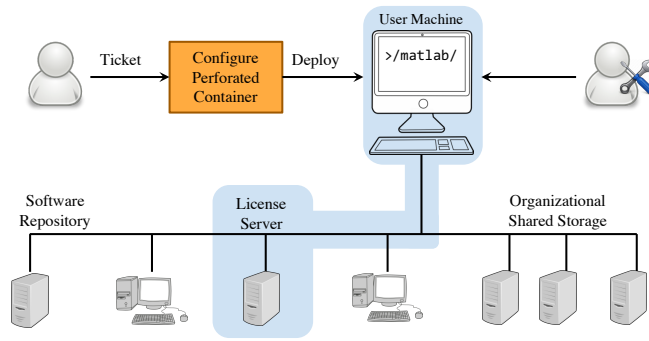 User Machine
Ticket
Configure
Perforated
Container
Deploy
>/matlab/
Software
Repository
License
Server
Organizational
Shared Storage